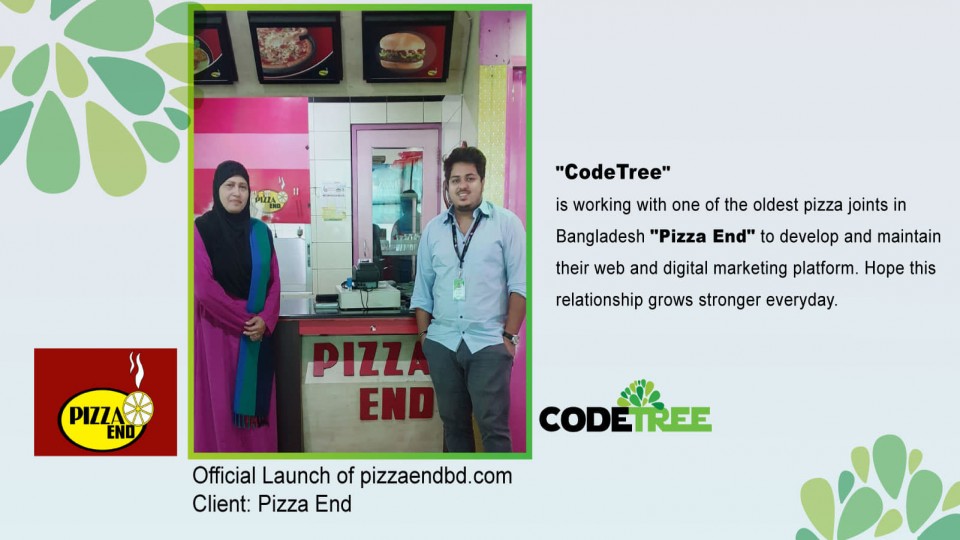 PIZZA
END
PIZZA
END
"CodeTree"
is working with one of the oldest pizza joints in
Bangladesh "Pizza End" to develop and maintain
their web and digital marketing platform. Hope this
relationship grows stronger everyday.
PIZZA
END
CODETREE
Official Launch of pizzaendbd.com
Client: Pizza End